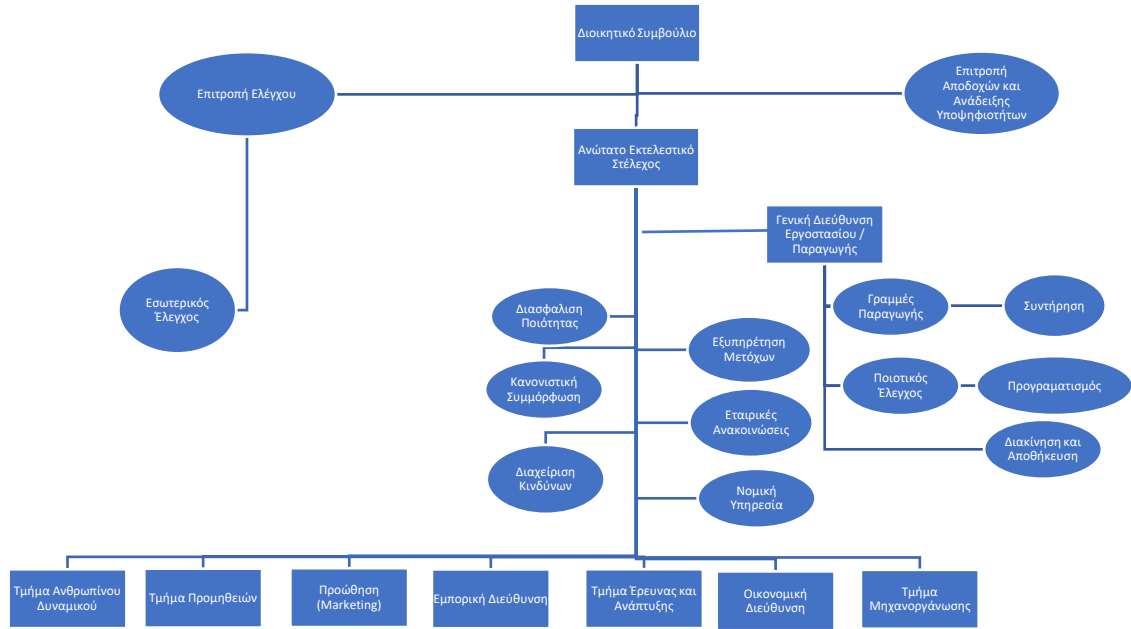 Διοικητικό Συμβούλιο
Επιτροπή Ελέγχου
Επιτροπή
Αποδοχών και
Ανάδειξης
Υποψηφιοτήτων
Ανώτατο Εκτελεστικό
Στέλεχος
Γενική Διεύθυνση
Εργοστασίου /
Παραγωγής
Εσωτερικός
Έλεγχος
Διασφαλιση
Ποιότητας
Γραμμές
Παραγωγής
Συντήρηση
Εξυπηρέτηση
Μετόχων
Κανονιστική
Συμμόρφωση
Ποιοτικός
Έλεγχος
Προγραματισμός
Εταιρικές
Ανακοινώσεις
Διακίνηση και
Αποθήκευση
Διαχείριση
Κινδύνων
Νομική
Υπηρεσία
Τμήμα Ανθρωπίνου
Δυναμικού
Τμήμα Προμηθειών
Προώθηση
(Marketing)
Εμπορική Διεύθυνση
Τμήμα Έρευνας και
Ανάπτυξης
Οικονομική
Διεύθυνση
Τμήμα
Μηχανοργάνωσης